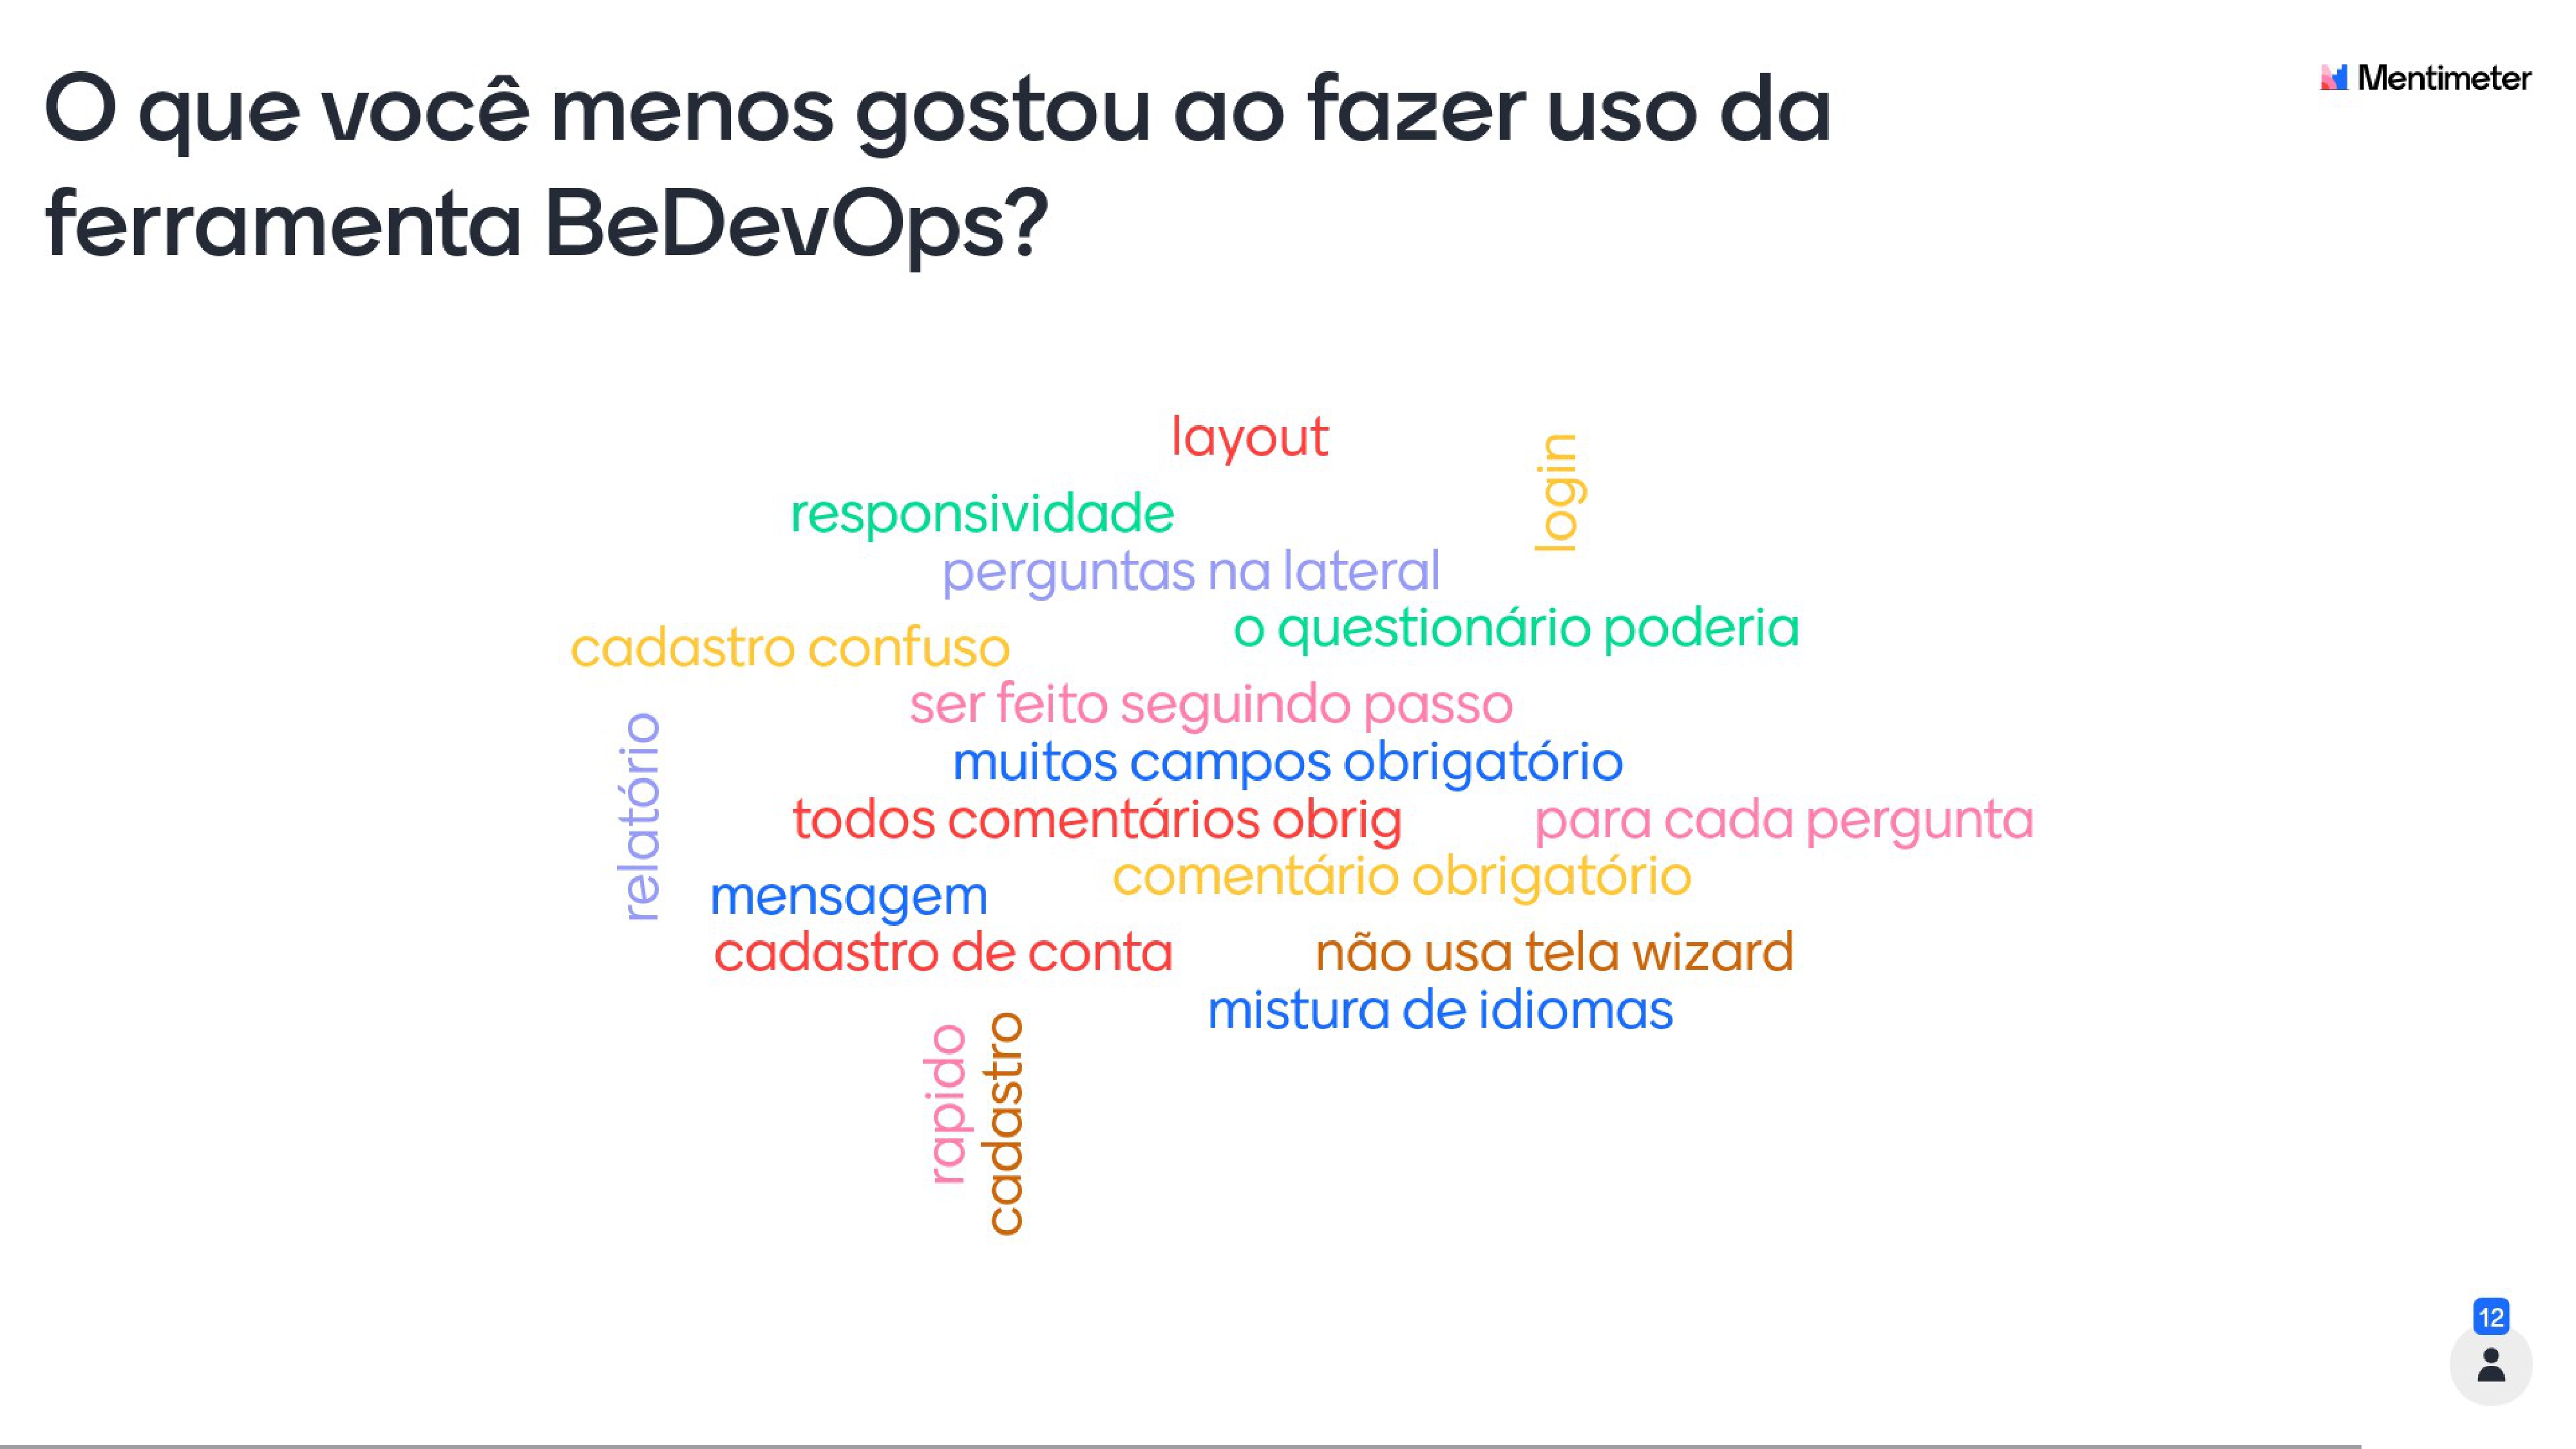 O que você menos gostou ao fazer uso da
ferramenta BeDevOps?
Mentimeter
layout
login
responsividade
perguntas na lateral
o questionário poderia
cadastro confuso
ser feito seguindo passo
relatório
muitos campos obrigatório
todos comentários obrig
para cada pergunta
comentário obrigatório
mensagem
cadastro de conta
não usa tela wizard
mistura de idiomas
rapido
cadastro
12